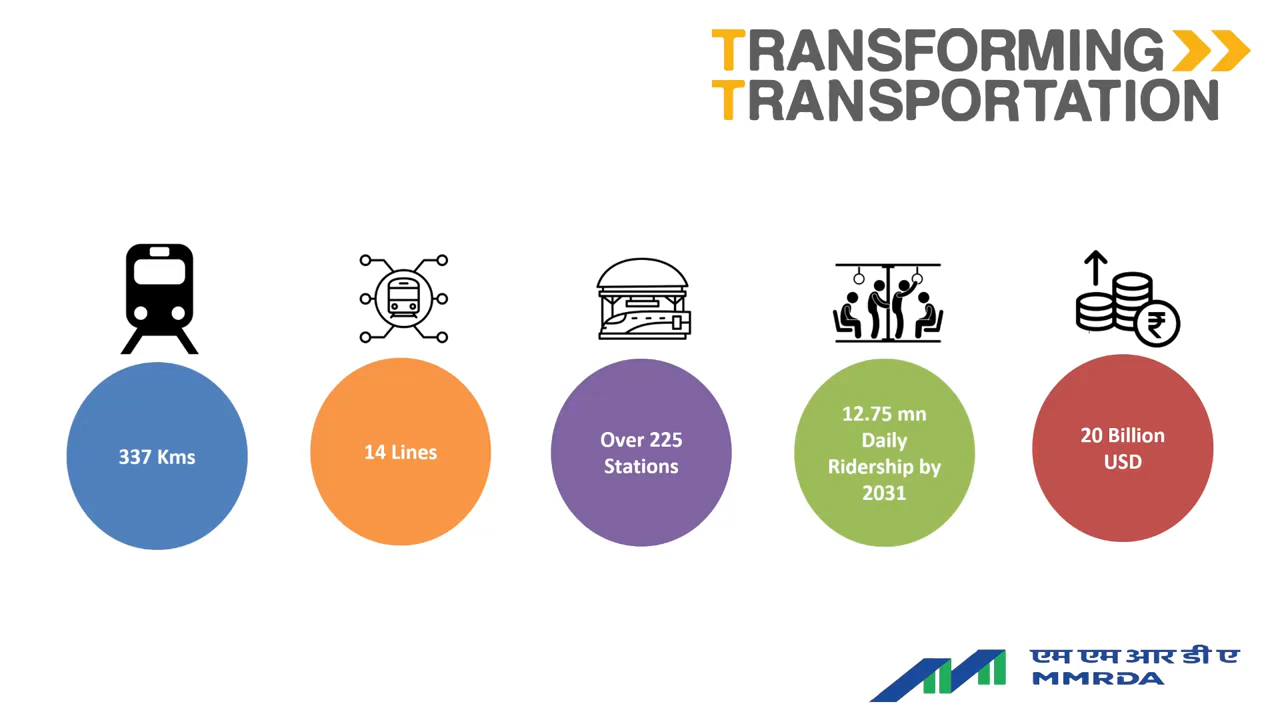 TRANSFORMING
TRANSPORTATION
337 Kms
14 Lines
Over 225
Stations
12.75 mn
Daily
Ridership by
2031
₹
20 Billion
USD
एम एम आर डी ए
MMRDA